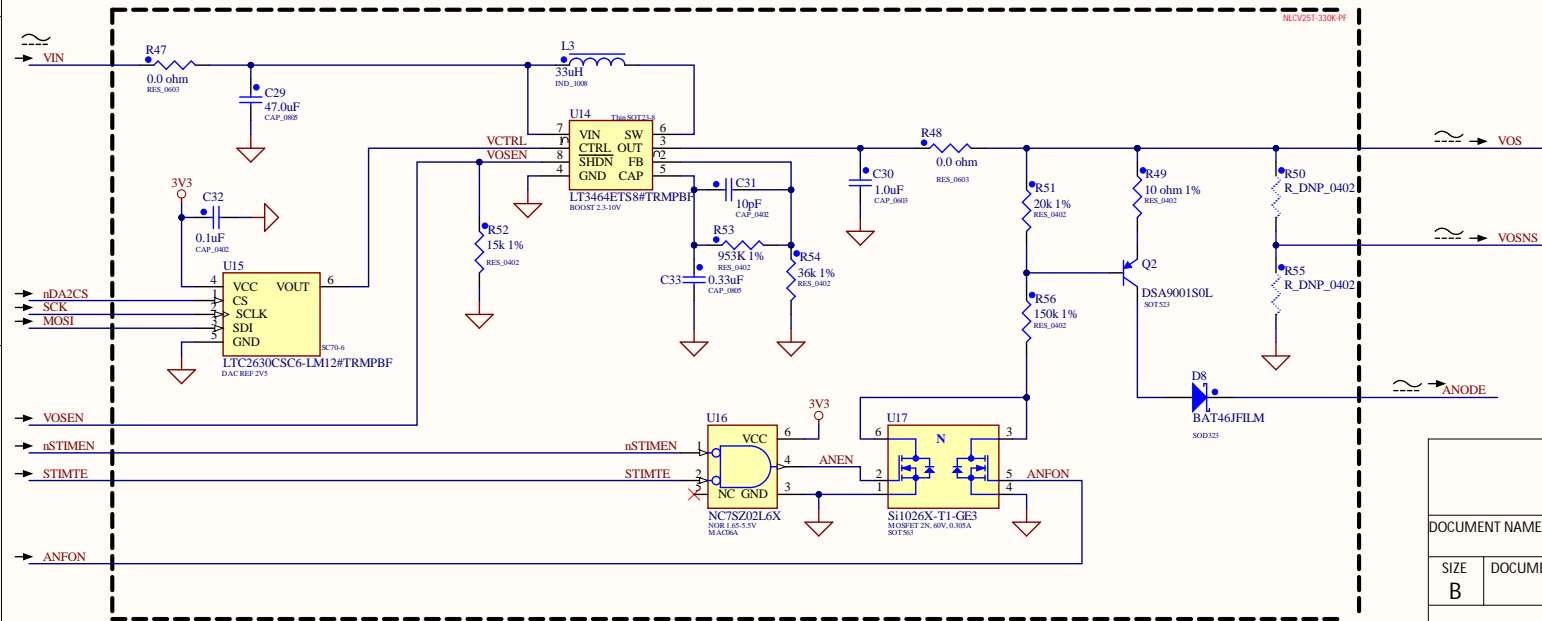 NLCV25T-330K-PF
VIN
R47
0.0 ohm
RES_0603
C29
47.0uF
CAP_0805
L3
33uH
IND_1008
U14
Thin SOT23-8
7 VIN SW 6
1 CTRL OUT 3
8 SHDN FB 2
4 GND CAP 5
LT3464ETS8#TRMPBF
BOOST 2.3-10V
VCTRL
VOSEN
R48
0.0 ohm
RES_0603
VOS
C30
1.0uF
CAP_0603
R51
20k 1%
RES_0402
R49
10 ohm 1%
RES_0402
R50
R_DNP_0402
VOSNS
3V3
C32
0.1uF
CAP_0402
C31
10pF
CAP_0402
R52
15k 1%
RES_0402
R53
953K 1%
RES_0402
C33
0.33uF
CAP_0805
R54
36k 1%
RES_0402
Q2
DSA9001S0L
SOT523
R55
R_DNP_0402
R56
150k 1%
RES_0402
U15
4 VCC VOUT 6
1 CS
2 SCLK
3 SDI
5 GND
SC70-6
LTC2630CSC6-LM12#TRMPBF
DAC REF 2V5
nDA2CS
SCK
MOSI
D8
BAT46JFILM
SOD323
ANODE
VOSEN
nSTIMEN
STIMTE
ANFON
nSTIMEN
STIMTE
3V3
U16
VCC 6
1
4
2
5 NC GND 3
NC7SZ02L6X
NOR 1.65-5.5V
MAC06A
ANEN
U17
6 N 3
2 5
1 4
Si1026X-T1-GE3
MOSFET 2N, 60V, 0.305A
SOT563
ANFON
DOCUMENT NAME
SIZE
B